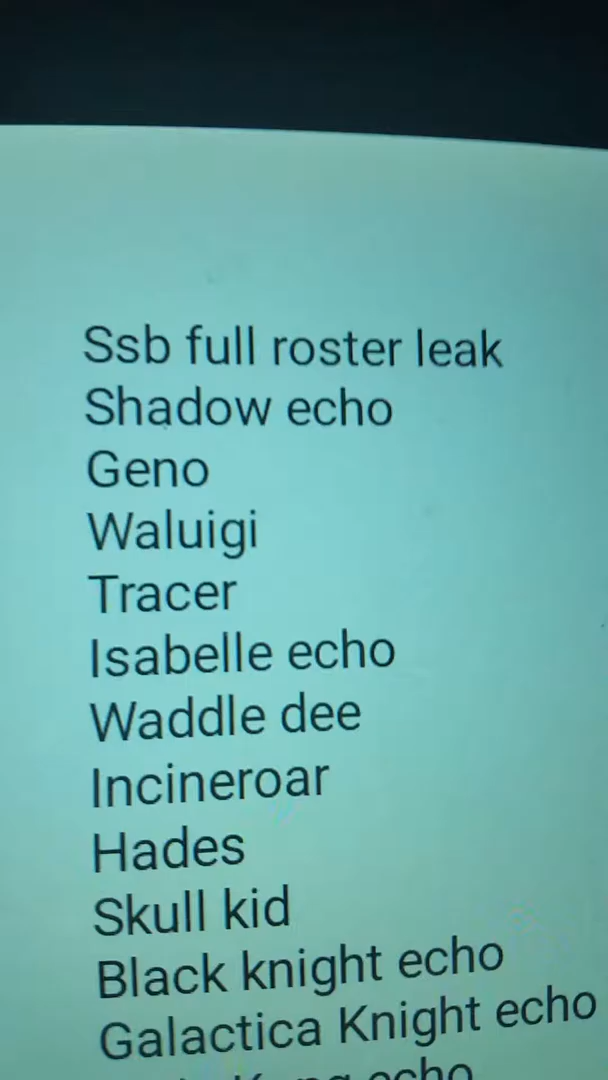 Ssb full roster leak
Shadow echo
Geno
Waluigi
Tracer
Isabelle echo
Waddle dee
Incineroar
Hades
Skull kid
Black knight echo
Galactica Knight echo
echo